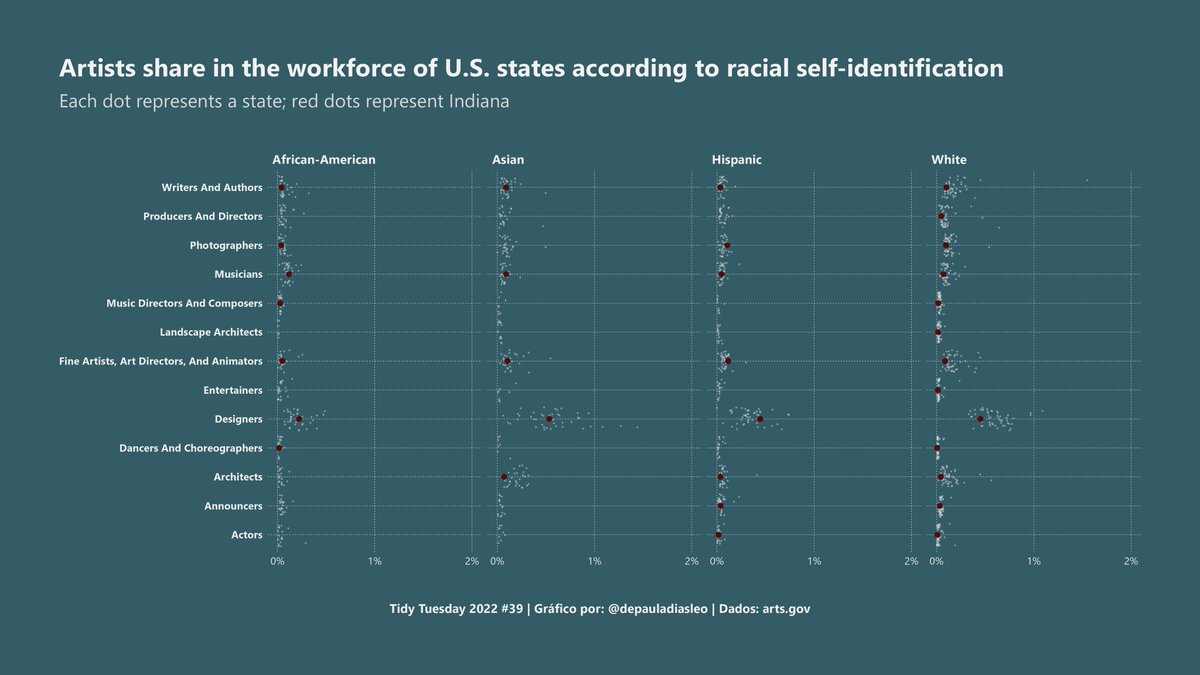 Artists share in the workforce of U.S. states according to racial self-identification
Each dot represents a state; red dots represent Indiana
African-American Asian Hispanic White
Writers And Authors
Producers And Directors
Photographers
Musicians
Music Directors And Composers
Landscape Architects
Fine Artists, Art Directors, And Animators
Entertainers
Designers
Dancers And Choreographers
Architects
Announcers
Actors
0% 1% 2% 0% 1% 2% 0% 1% 2% 0% 1% 2%
Tidy Tuesday 2022 #39 | Gráfico por: @depauladiasleo | Dados: arts.gov